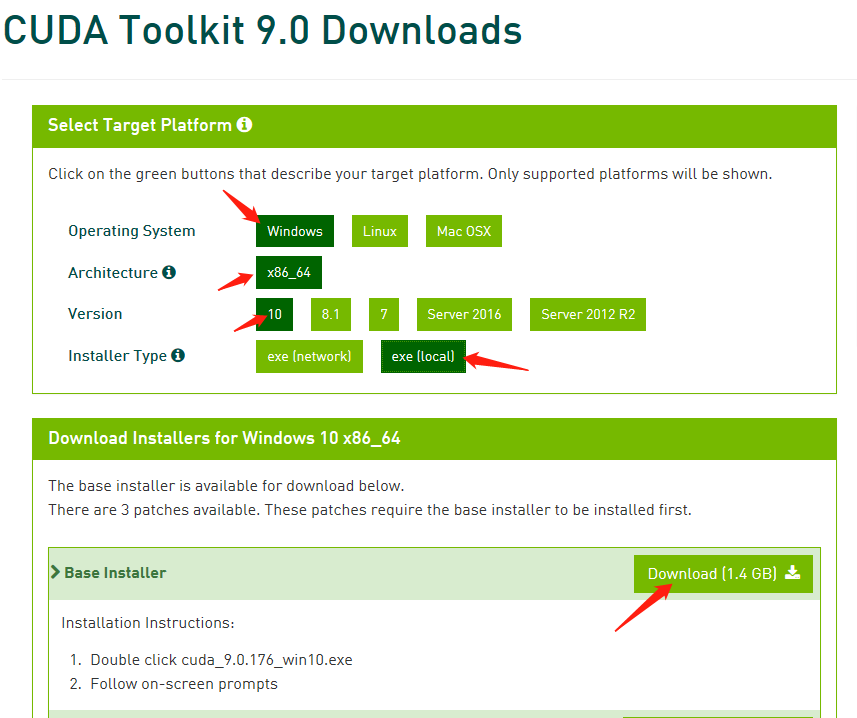 CUDA Toolkit 9.0 Downloads
Select Target Platform
Click on the green buttons that describe your target platform. Only supported platforms will be shown.
Operating System Windows Linux Mac OSX
Architecture x86_64
Version 10 8.1 7 Server 2016 Server 2012 R2
Installer Type exe (network) exe (local)
Download Installers for Windows 10 x86_64
The base installer is available for download below.
There are 3 patches available. These patches require the base installer to be installed first.
Base Installer Download (1.4 GB)
Installation Instructions:
1. Double click cuda_9.0.176_win10.exe
2. Follow on-screen prompts